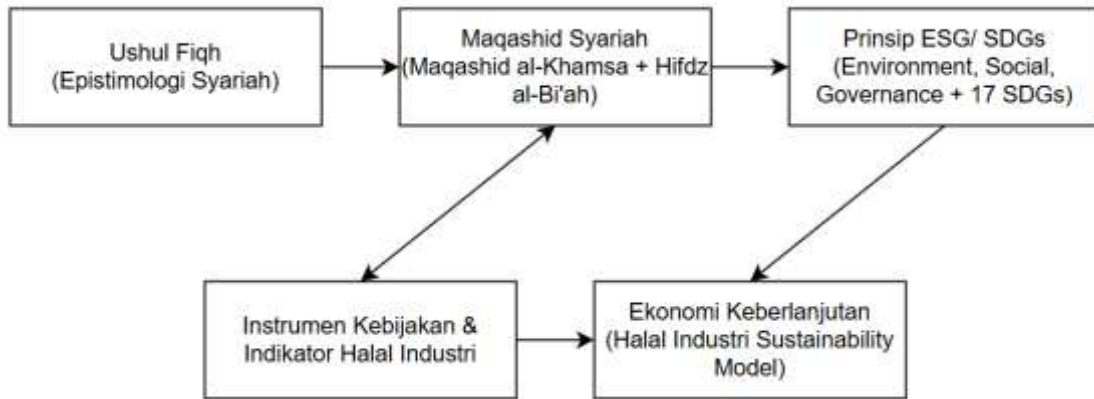 Ushul Fiqh
(Epistimologi Syariah)
Maqashid Syariah
(Maqashid al-Khamsa + Hifdz
al-Bi'ah)
Prinsip ESG/ SDGs
(Environment, Social,
Governance + 17 SDGs)
Instrumen Kebijakan &
Indikator Halal Industri
Ekonomi Keberlanjutan
(Halal Industri Sustainability
Model)